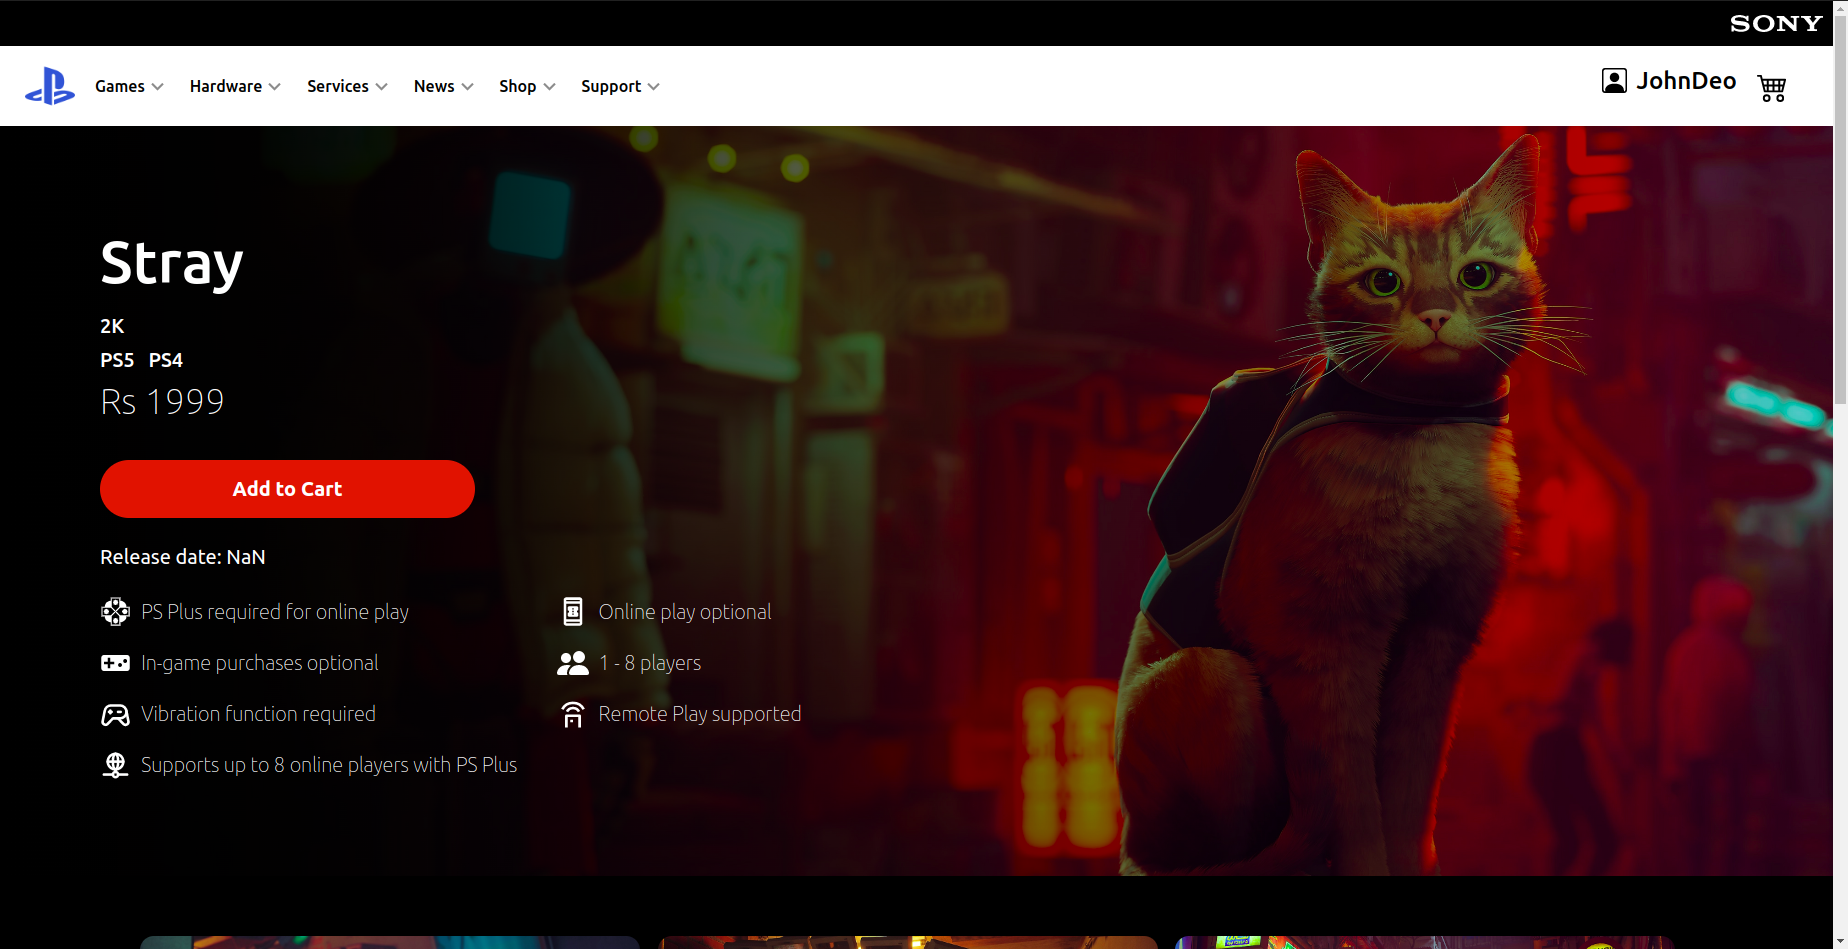 SONY
Games Hardware Services News Shop Support JohnDeo
Stray
2K
PS5 PS4
Rs 1999
Add to Cart
Release date: NaN
PS Plus required for online play
Online play optional
In-game purchases optional
1 - 8 players
Vibration function required
Remote Play supported
Supports up to 8 online players with PS Plus